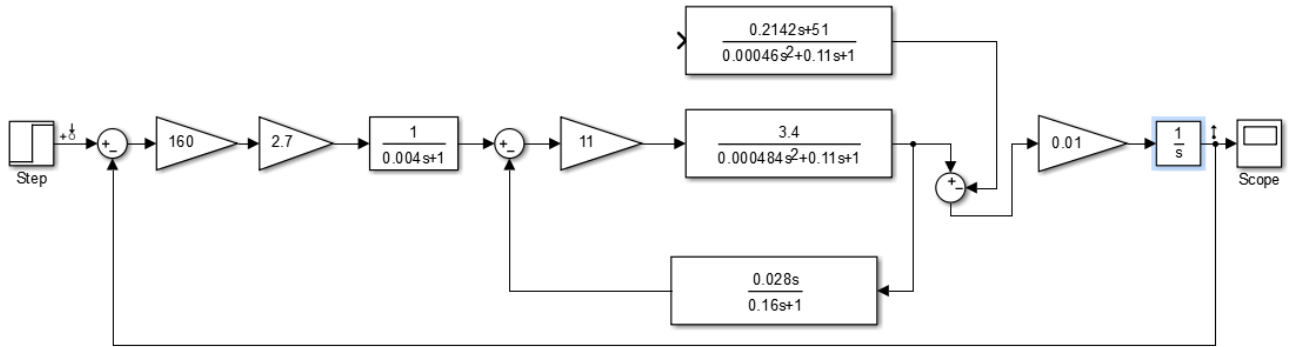 0.2142s+51
0.00046s2+0.11s+1
Step
+
-
160
2.7
1
0.004s+1
+
-
11
3.4
0.000484s2+0.11s+1
+
-
0.01
1
s
Scope
0.028s
0.16s+1